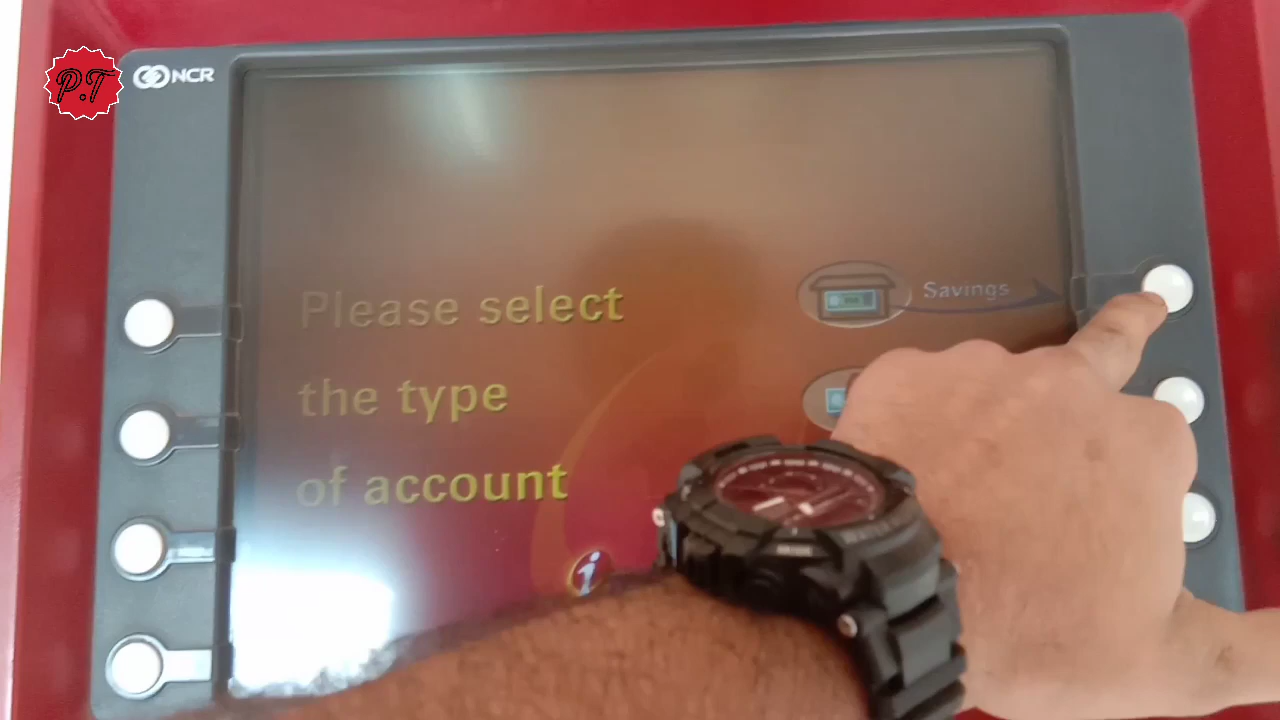 P.T
NCR
Please select
the type
of account
Savings
i